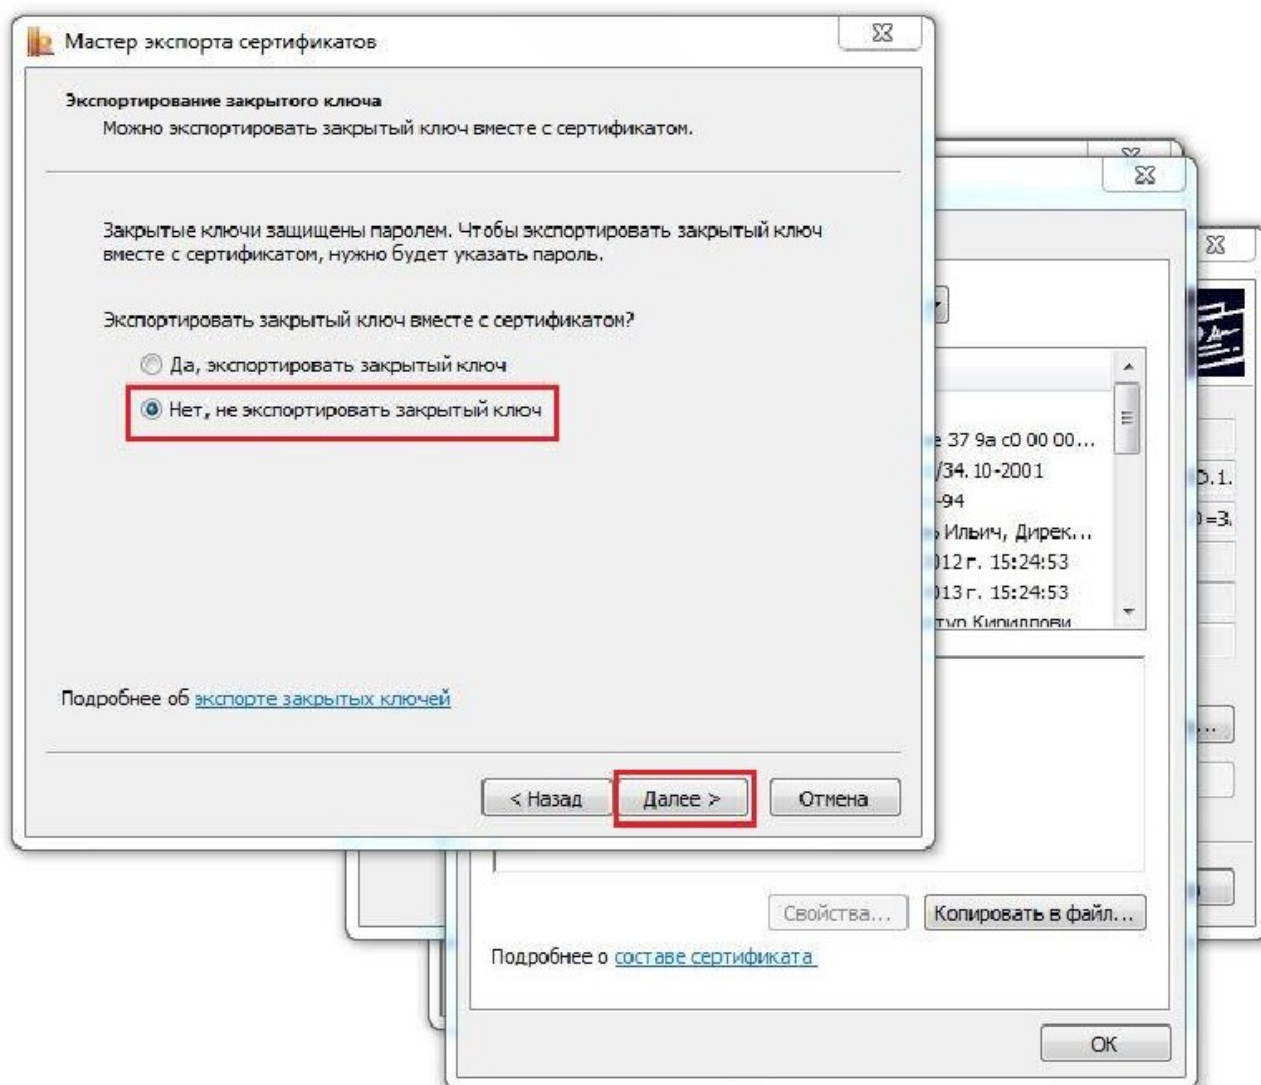 Мастер экспорта сертификатов
Экспортирование закрытого ключа
Можно экспортировать закрытый ключ вместе с сертификатом.
Закрытые ключи защищены паролем. Чтобы экспортировать закрытый ключ
вместе с сертификатом, нужно будет указать пароль.
Экспортировать закрытый ключ вместе с сертификатом?
Да, экспортировать закрытый ключ
Нет, не экспортировать закрытый ключ
Подробнее об экспорте закрытых ключей
< Назад
Далее >
Отмена
37 9a c0 00 00...
/34.10-2001
-94
Ильич, Дирек...
012 г. 15:24:53
013 г. 15:24:53
Свойства...
Копировать в файл...
Подробнее о составе сертификата
ОК